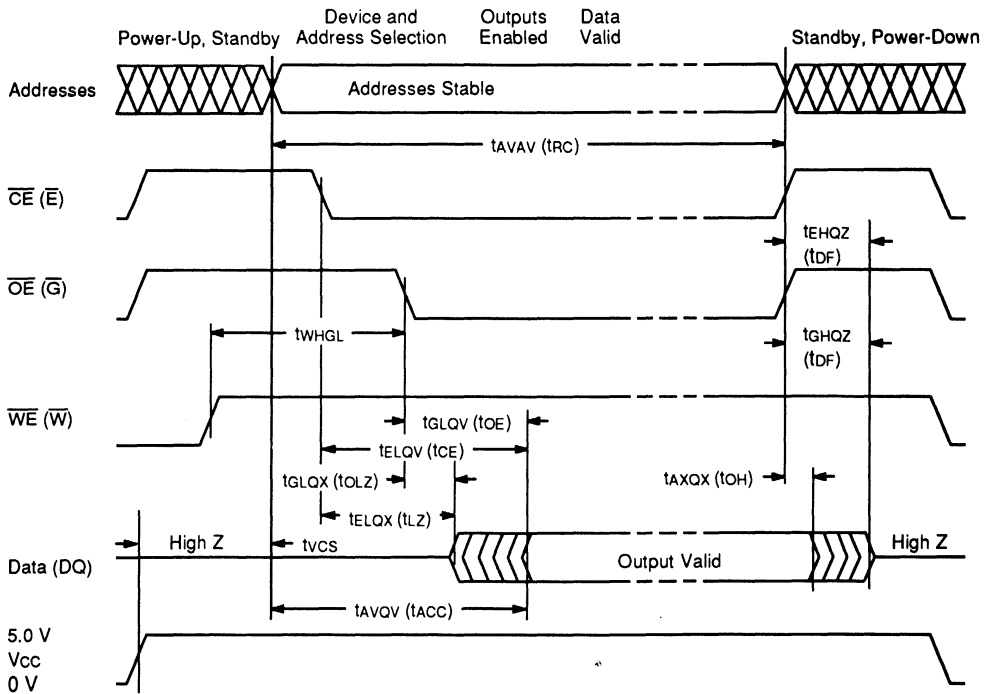 Device and Outputs Data
Power-Up, Standby Address Selection Enabled Valid Standby, Power-Down
Addresses
Addresses Stable
tAVAV (tRC)
CE (E)
tEHQZ
(tDF)
OE (G)
tWHGL
tGHQZ
(tDF)
WE (W)
tGLQV (tOE)
tELQV (tCE)
tGLQX (tOLZ)
tAXQX (tOH)
tELQX (tLZ)
High Z
tVCS
High Z
Data (DQ)
Output Valid
tAVQV (tACC)
5.0 V
VCC
0 V